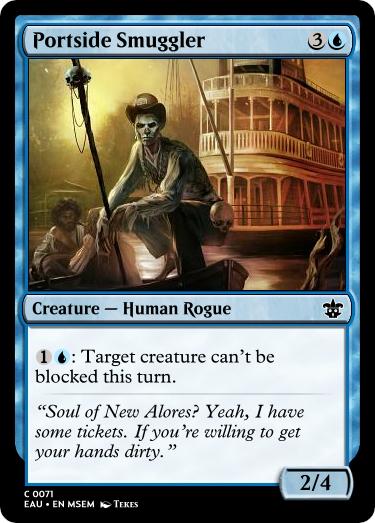 Portside Smuggler 3
Creature — Human Rogue
1: Target creature can't be
blocked this turn.
“Soul of New Alores? Yeah, I have
some tickets. If you're willing to get
your hands dirty.”
2/4
C 0071
EAU • EN MSEM Tekes